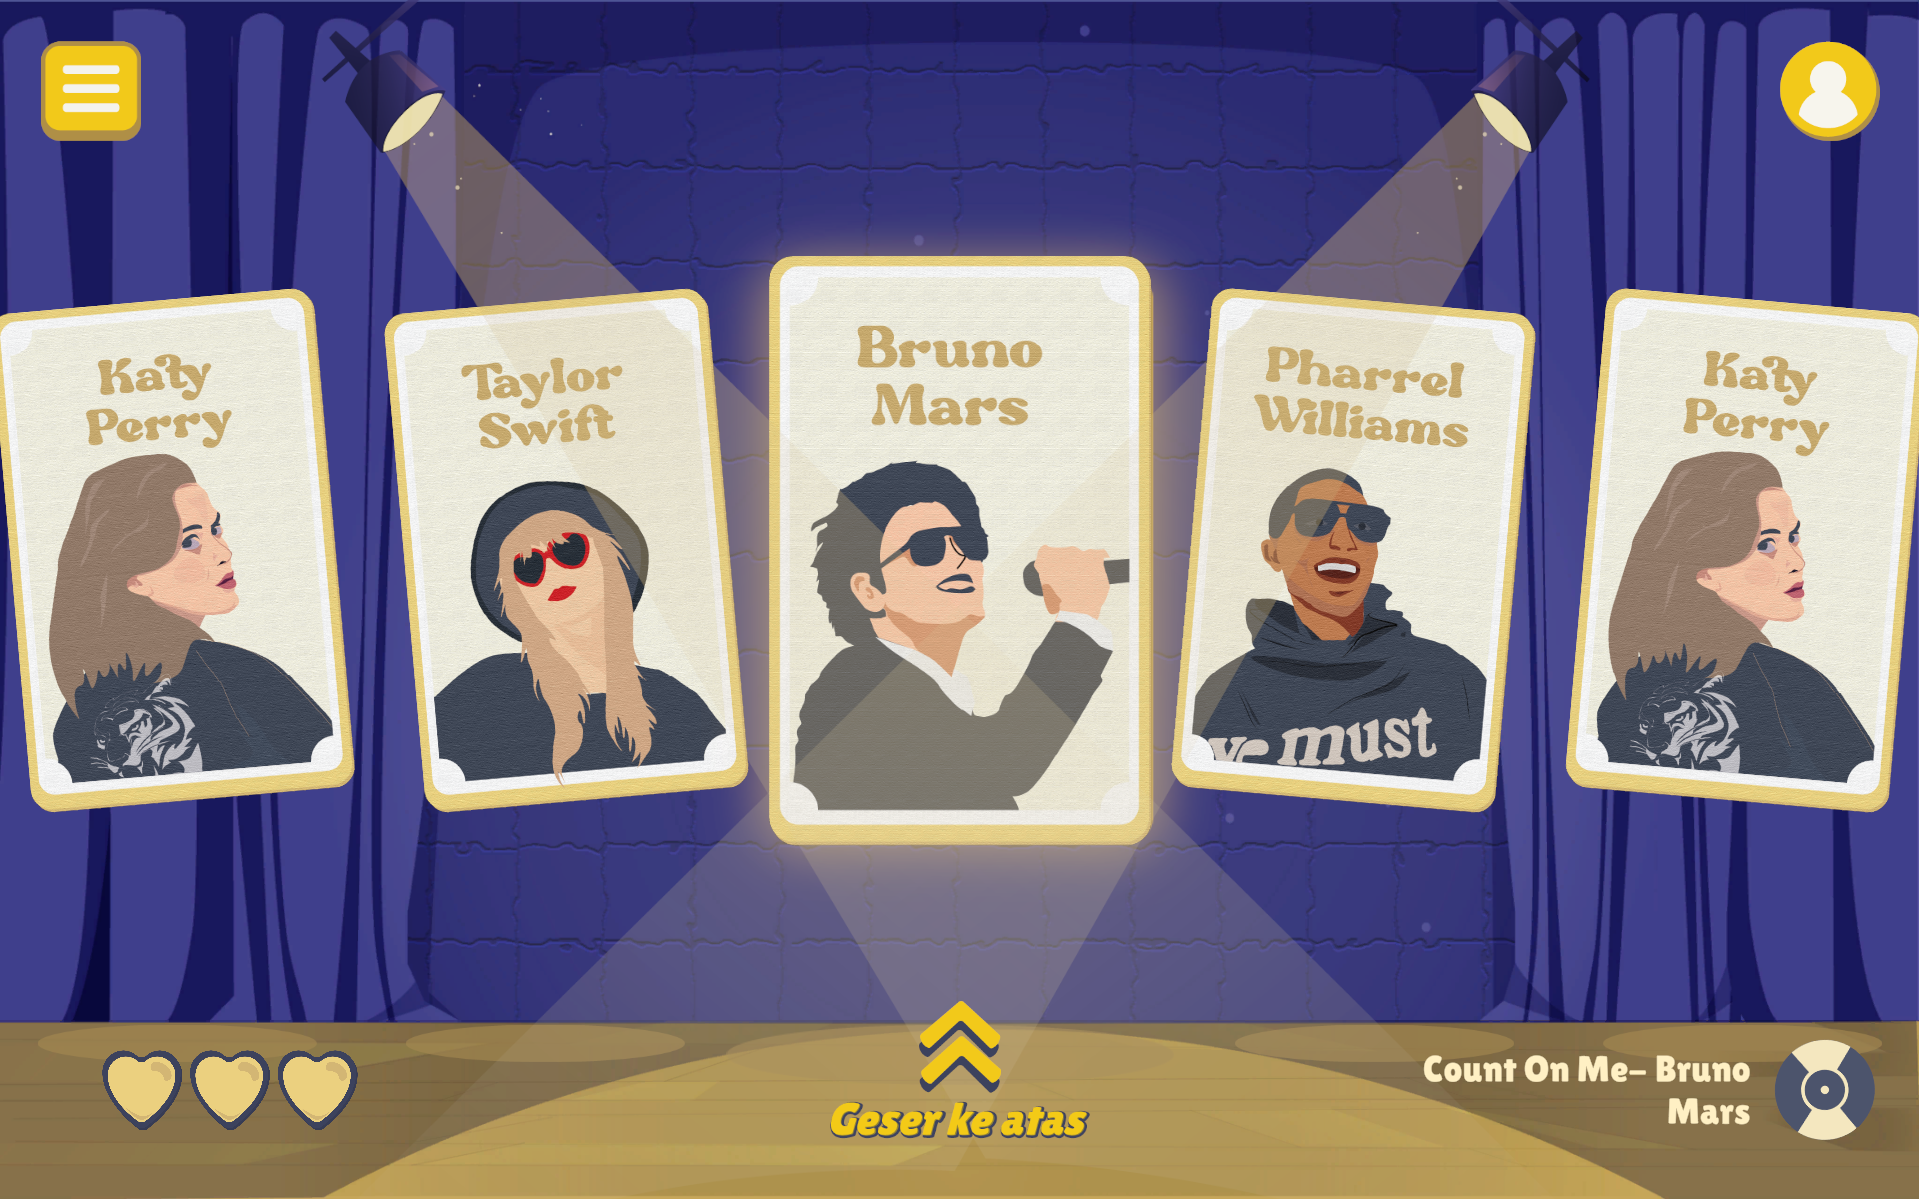 Katy
Perry
Taylor
Swift
Bruno
Mars
Pharrel
Williams
must
Katy
Perry
Geser ke atas
Count On Me– Bruno
Mars